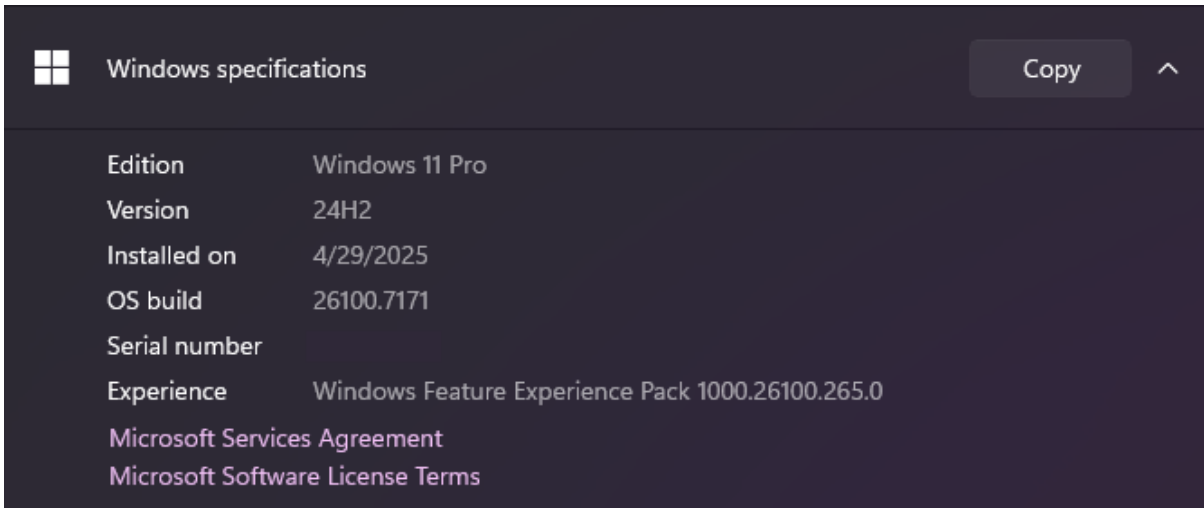 Windows specifications Copy
Edition Windows 11 Pro
Version 24H2
Installed on 4/29/2025
OS build 26100.7171
Serial number
Experience Windows Feature Experience Pack 1000.26100.265.0
Microsoft Services Agreement
Microsoft Software License Terms